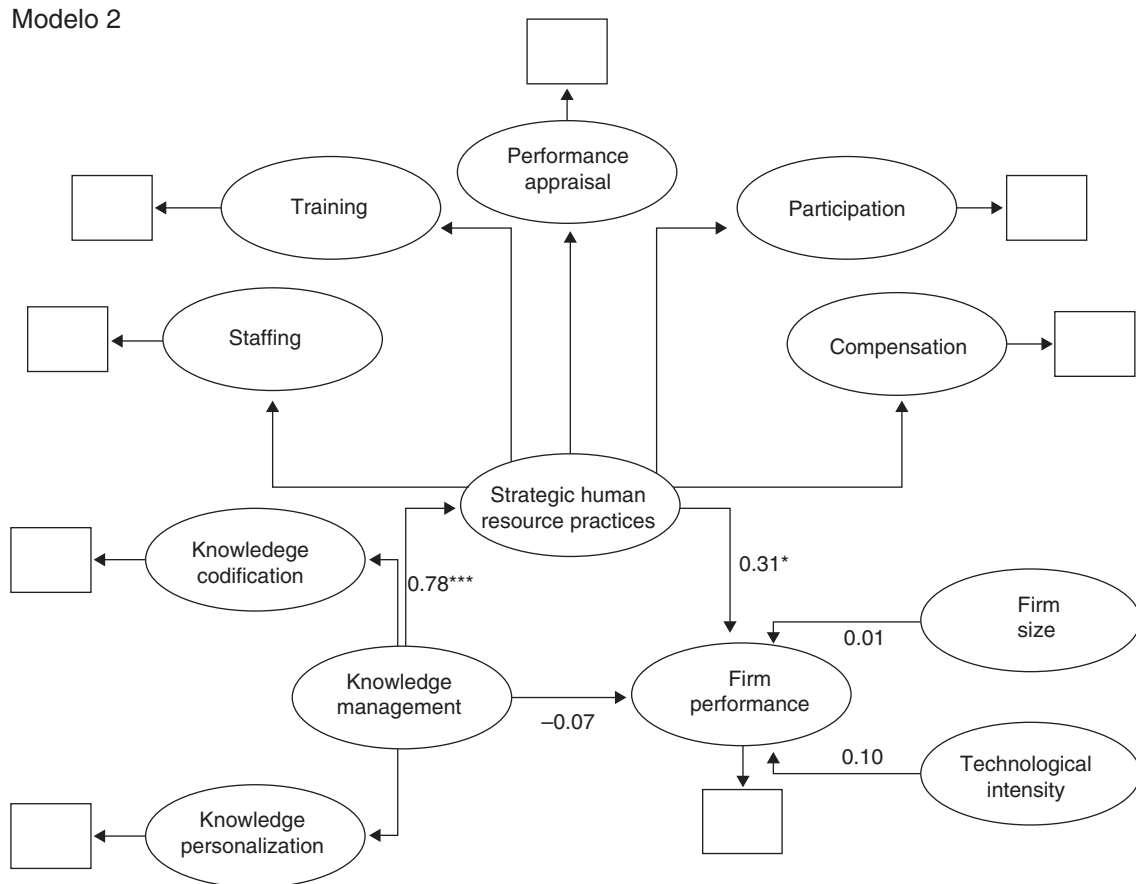 Modelo 2
Performance
appraisal
Training
Participation
Staffing
Compensation
Strategic human
resource practices
Knowledege
codification
0.78***
0.31*
Firm
size
0.01
Knowledge
management
–0.07
Firm
performance
0.10
Technological
intensity
Knowledge
personalization